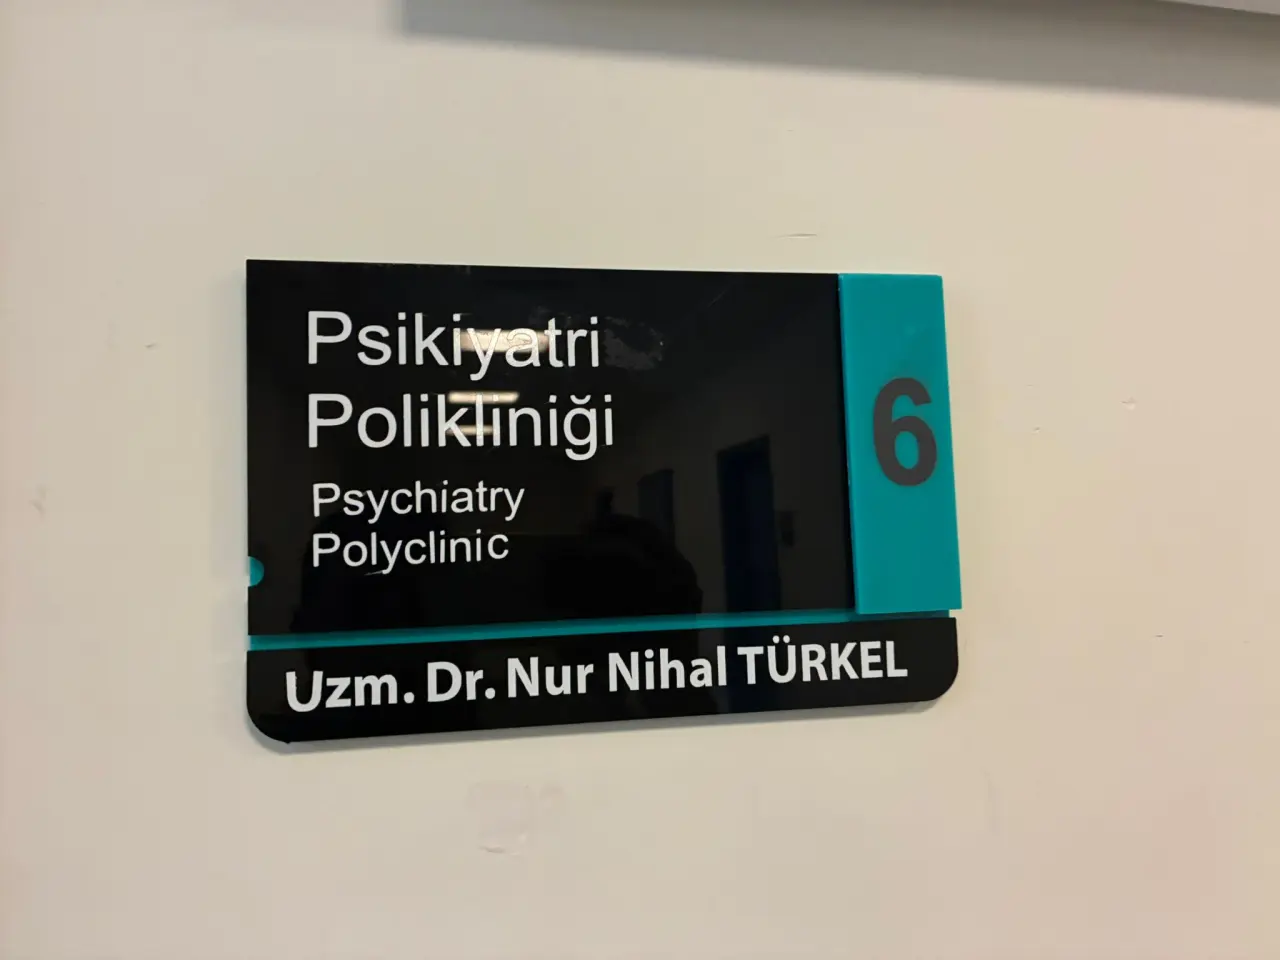 Psikiyatri
Polikliniği
Psychiatry
Polyclinic
6
Uzm. Dr. Nur Nihal TÜRKEL